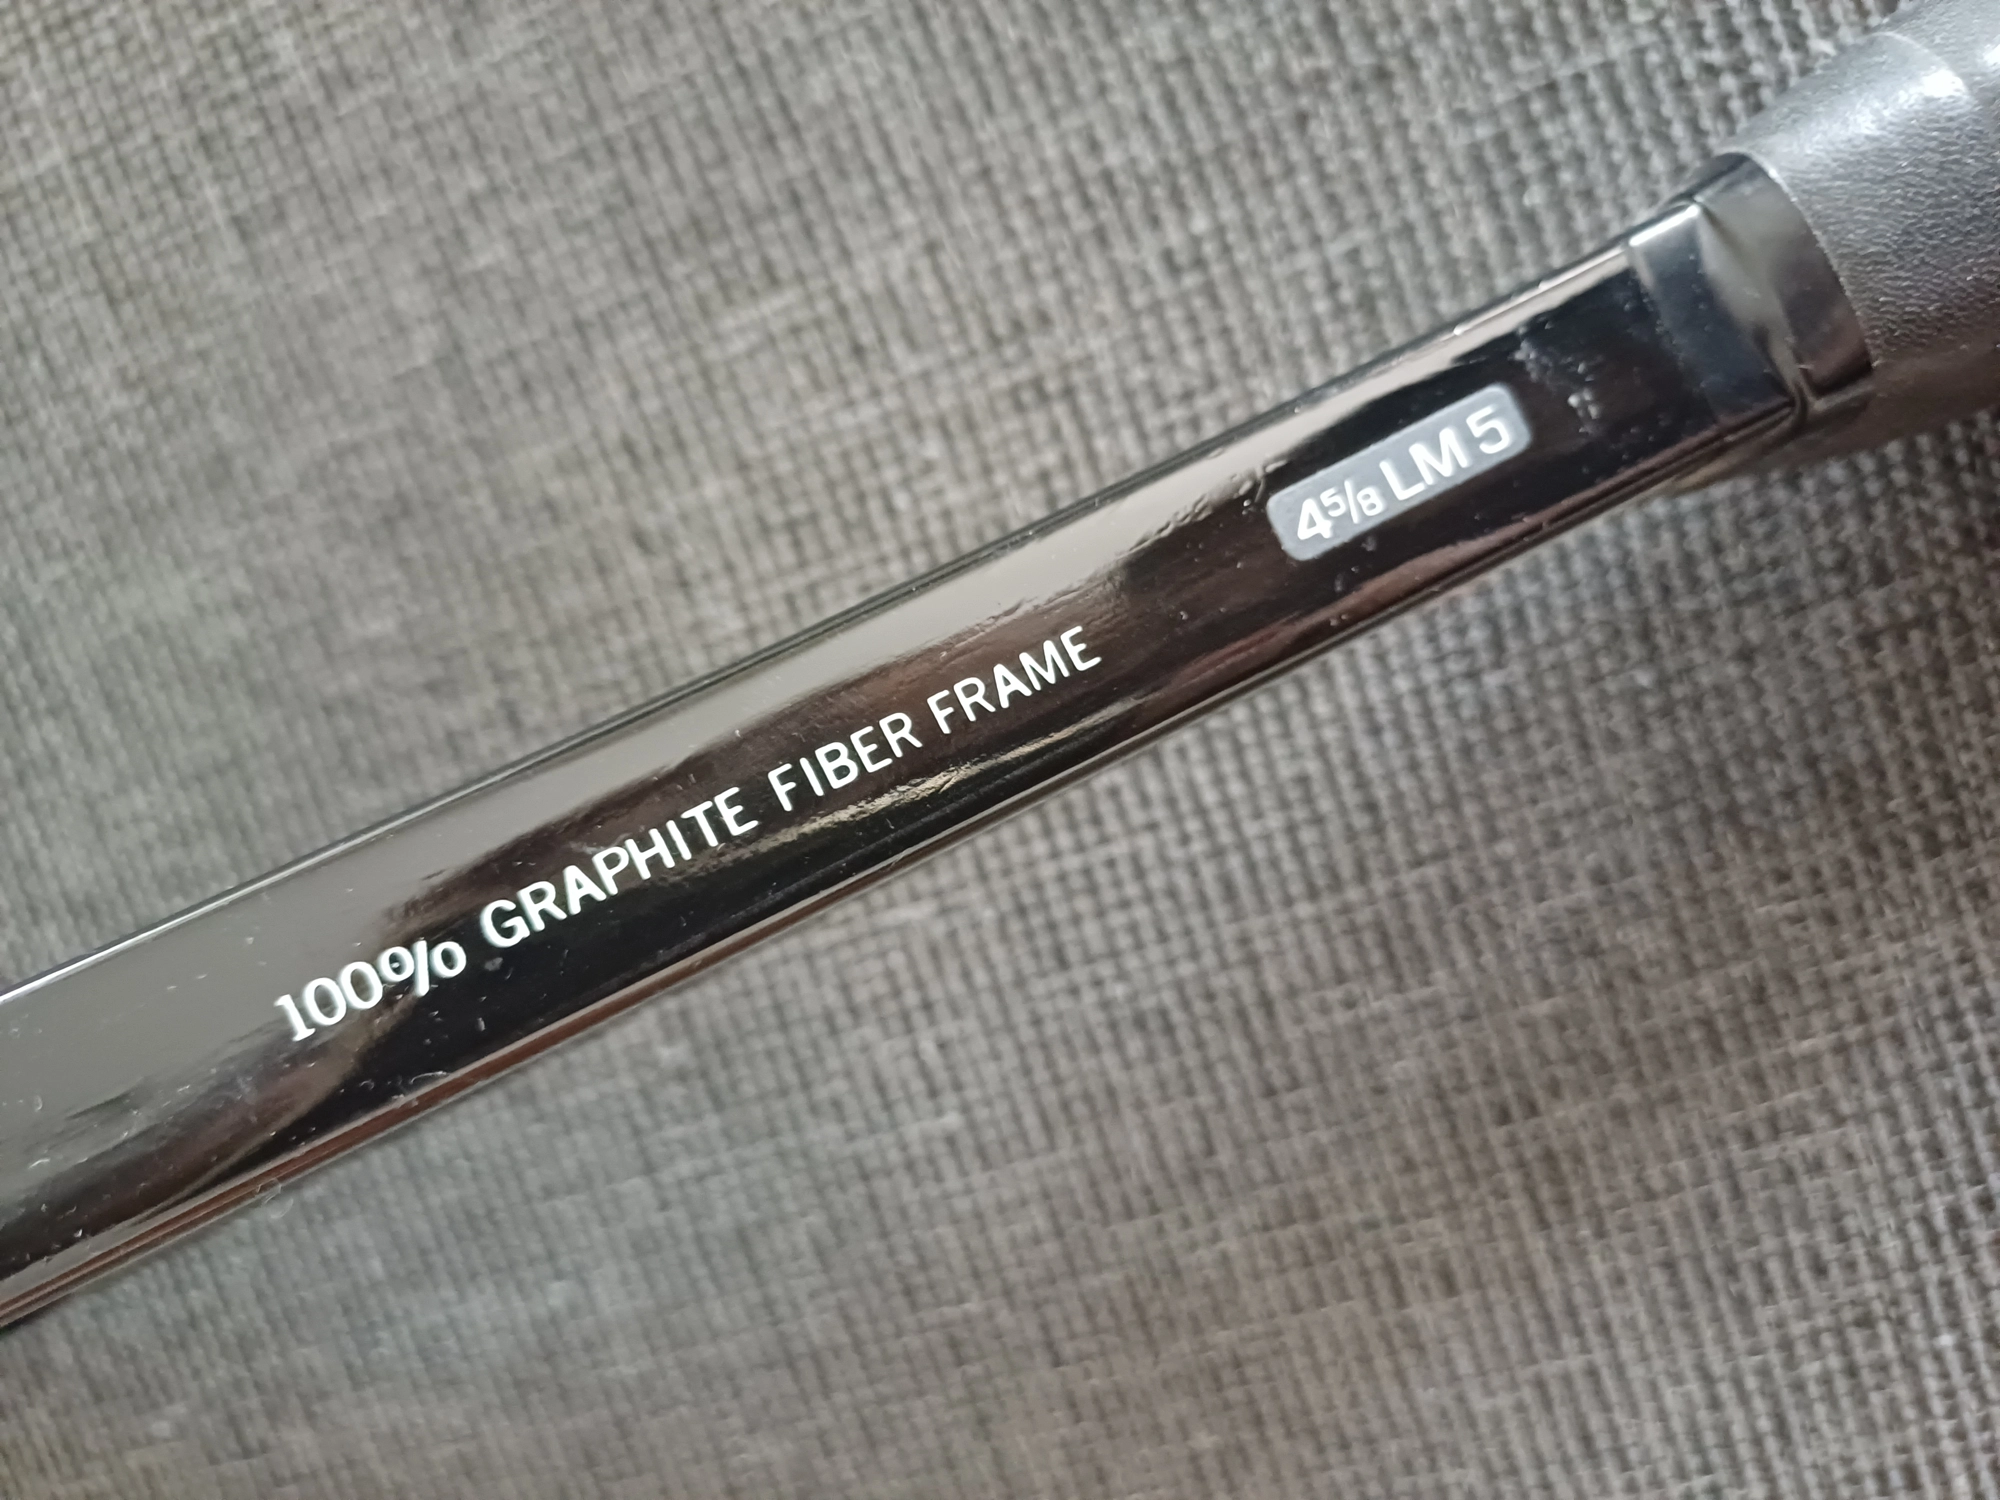 100% GRAPHITE FIBER FRAME
4 5/8 LM 5